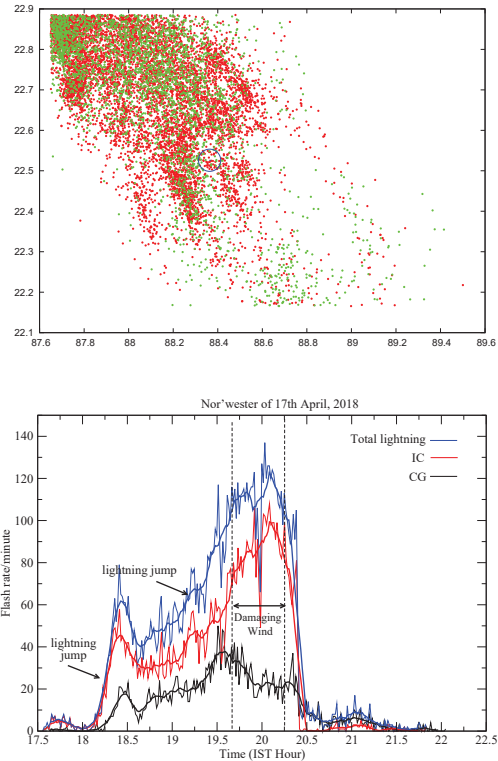 22.9
22.8
22.7
22.6
22.5
22.4
22.3
22.2
22.1
87.6 87.8 88 88.2 88.4 88.6 88.8 89 89.2 89.4 89.6
Nor'wester of 17th April, 2018
140
120
100
80
60
40
20
0
Flash rate/minute
Total lightning
IC
CG
lightning jump
lightning
jump
Damaging
Wind
17.5 18 18.5 19 19.5 20 20.5 21 21.5 22 22.5
Time (IST Hour)